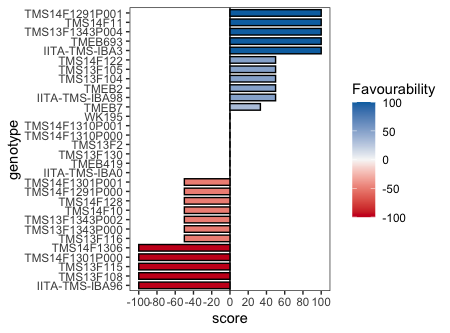 TMS14F1291P001
TMS14F11
TMS13F1343P004
TMEB693
IITA-TMS-IBA3
TMS14F122
TMS13F105
TMS13F104
TMEB2
IITA-TMS-IBA98
TMEB7
WK195
TMS14F1310P001
TMS14F1310P000
TMS13F2
TMS13F130
TMEB419
IITA-TMS-IBA0
TMS14F1301P001
TMS14F1291P000
TMS14F128
TMS14F10
TMS13F1343P002
TMS13F1343P000
TMS13F116
TMS14F1306
TMS14F1301P000
TMS13F115
TMS13F108
IITA-TMS-IBA96
genotype
-100 -80 -60 -40 -20 0 20 40 60 80 100
score
Favourability
100
50
0
-50
-100